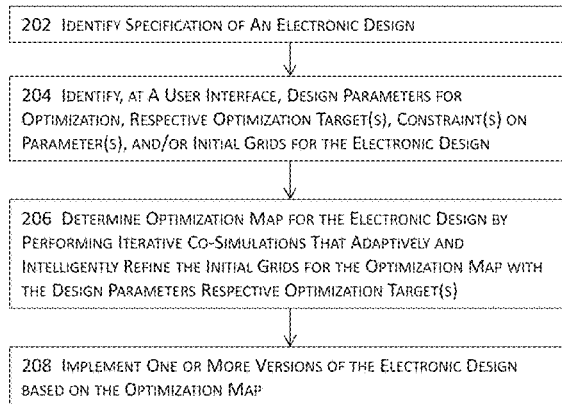 202 IDENTIFY SPECIFICATION OF AN ELECTRONIC DESIGN
204 IDENTIFY, AT A USER INTERFACE, DESIGN PARAMETERS FOR
OPTIMIZATION, RESPECTIVE OPTIMIZATION TARGET(S), CONSTRAINT(S) ON
PARAMETER(S), AND/OR INITIAL GRIDS FOR THE ELECTRONIC DESIGN
206 DETERMINE OPTIMIZATION MAP FOR THE ELECTRONIC DESIGN BY
PERFORMING ITERATIVE CO-SIMULATIONS THAT ADAPTIVELY AND
INTELLIGENTLY REFINE THE INITIAL GRIDS FOR THE OPTIMIZATION MAP WITH
THE DESIGN PARAMETERS RESPECTIVE OPTIMIZATION TARGET(S)
208 IMPLEMENT ONE OR MORE VERSIONS OF THE ELECTRONIC DESIGN
BASED ON THE OPTIMIZATION MAP